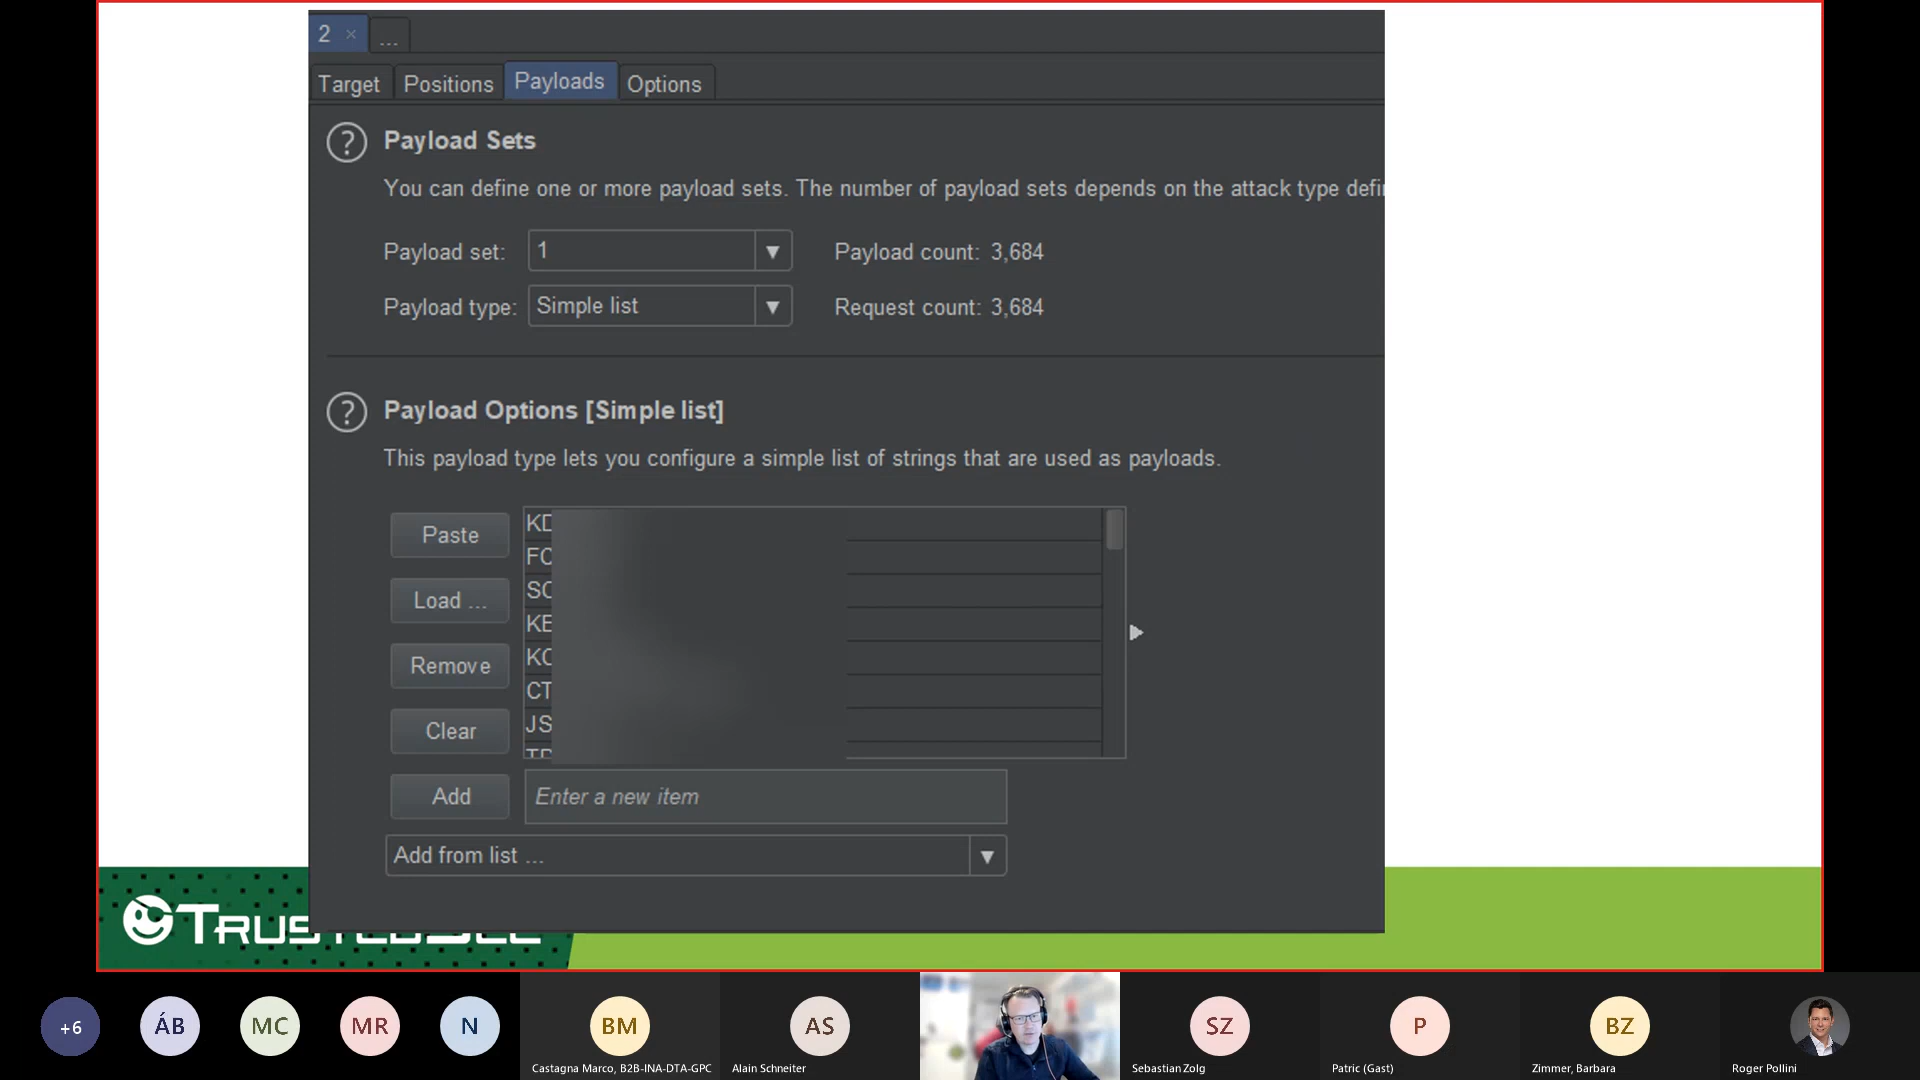 2 × ...
Target Positions Payloads Options
? Payload Sets
You can define one or more payload sets. The number of payload sets depends on the attack type defi
Payload set: 1 Payload count: 3,684
Payload type: Simple list Request count: 3,684
? Payload Options [Simple list]
This payload type lets you configure a simple list of strings that are used as payloads.
Paste
Load ...
Remove
Clear
Add
KD
FC
SC
KE
KC
CT
JS
Enter a new item
Add from list ...
+6 ÁB MC MR N BM AS SZ P BZ
Castagna Marco, B2B-INA-DTA-GPC Alain Schneiter Sebastian Zolg Patric (Gast) Zimmer, Barbara Roger Pollini